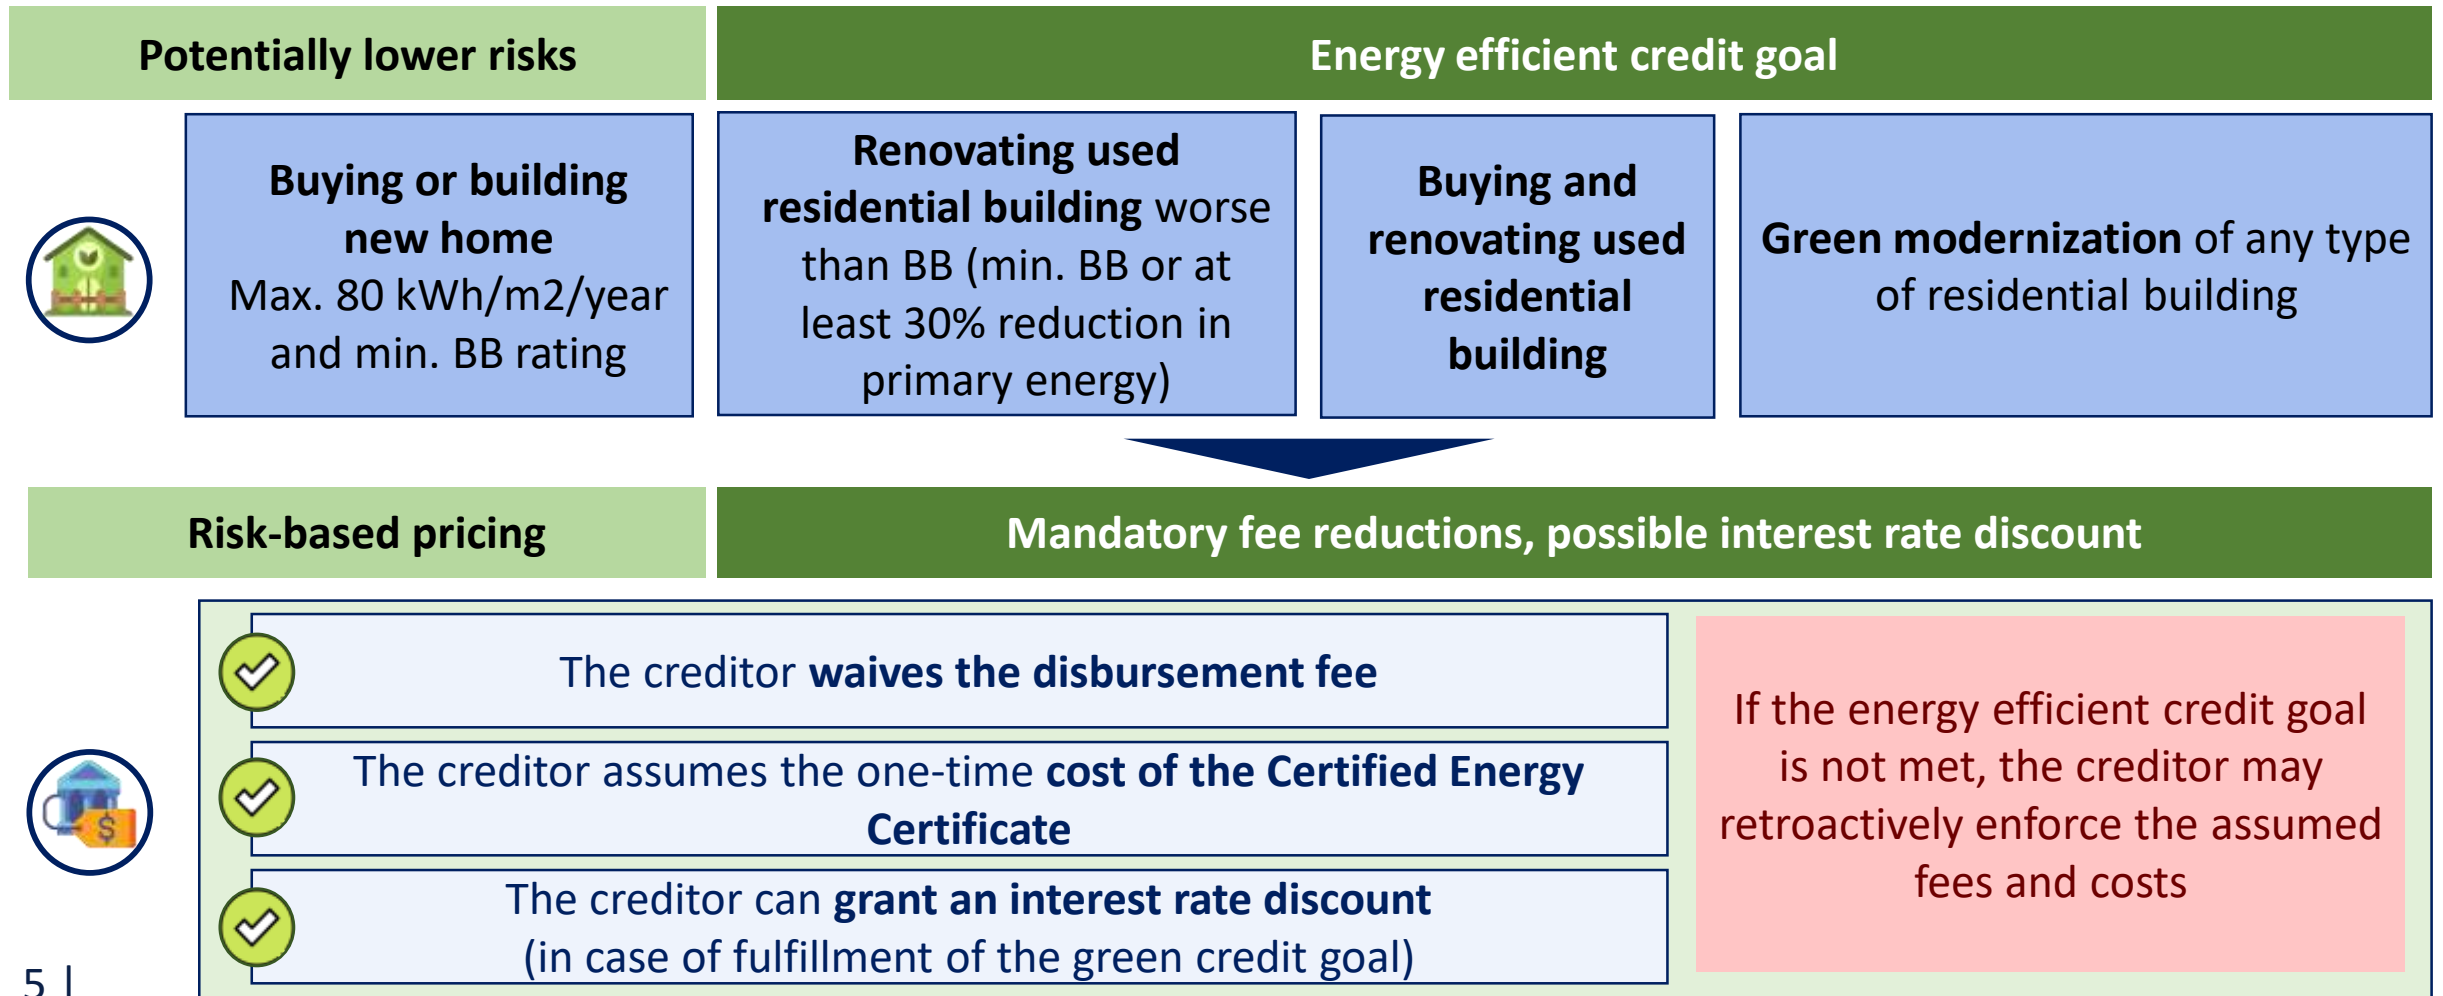 Potentially lower risks
Energy efficient credit goal
Buying or building
new home
Max. 80 kWh/m2/year
and min. BB rating
Renovating used
residential building worse
than BB (min. BB or at
least 30% reduction in
primary energy)
Buying and
renovating used
residential
building
Green modernization of any type
of residential building
Risk-based pricing
Mandatory fee reductions, possible interest rate discount
The creditor waives the disbursement fee
The creditor assumes the one-time cost of the Certified Energy
Certificate
The creditor can grant an interest rate discount
(in case of fulfillment of the green credit goal)
If the energy efficient credit goal
is not met, the creditor may
retroactively enforce the assumed
fees and costs
$
5 |